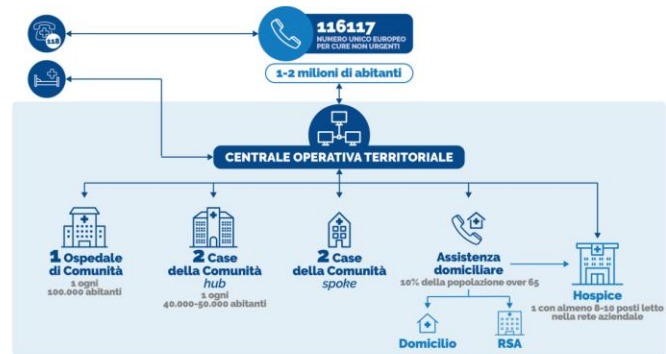 118
116117
NUMERO UNICO EUROPEO
PER CURE NON URGENTI
1-2 milioni di abitanti
CENTRALE OPERATIVA TERRITORIALE
1 Ospedale
di Comunità
1 ogni
100.000 abitanti
2 Case
della Comunità
hub
1 ogni
40.000-50.000 abitanti
2 Case
della Comunità
spoke
Assistenza
domiciliare
10% della popolazione over 65
Domicilio
RSA
Hospice
1 con almeno 8-10 posti letto
nella rete aziendale